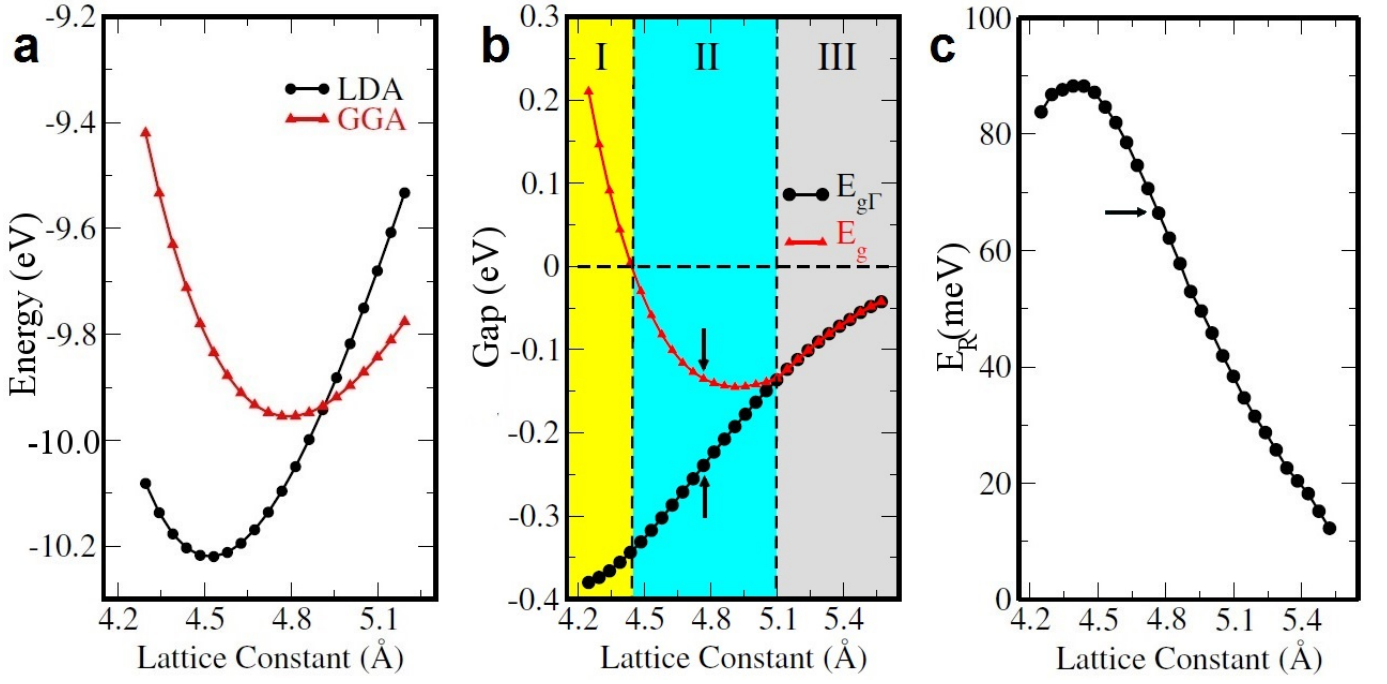 a
-9.2
-9.4
-9.6
-9.8
-10.0
-10.2
4.2 4.5 4.8 5.1
Energy (eV)
Lattice Constant (Å)
LDA
GGA
b
I II III
0.3
0.2
0.1
0
-0.1
-0.2
-0.3
-0.4
4.2 4.5 4.8 5.1 5.4
Gap (eV)
Lattice Constant (Å)
EgΓ
Eg
c
100
80
60
40
20
0
4.2 4.5 4.8 5.1 5.4
ER(meV)
Lattice Constant (Å)